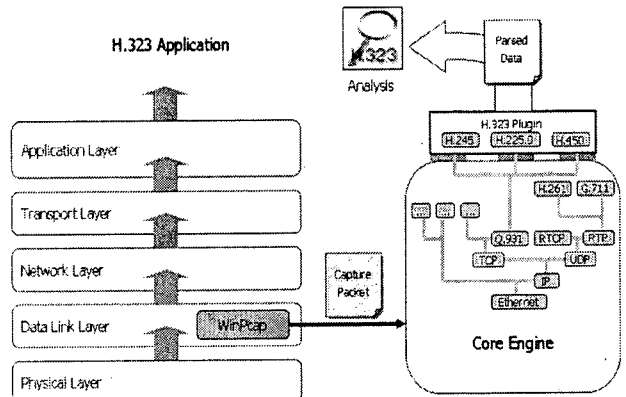 H.323 Application
Application Layer
Transport Layer
Network Layer
Data Link Layer
WinPcap
Physical Layer
Capture
Packet
H.323
Analysis
Parsed
Data
H.323 Plugin
H.245
H.225.0
H.450
H.261
G.711
...
...
...
Q.931
RTCP
RTP
TCP
UDP
IP
Ethernet
Core Engine